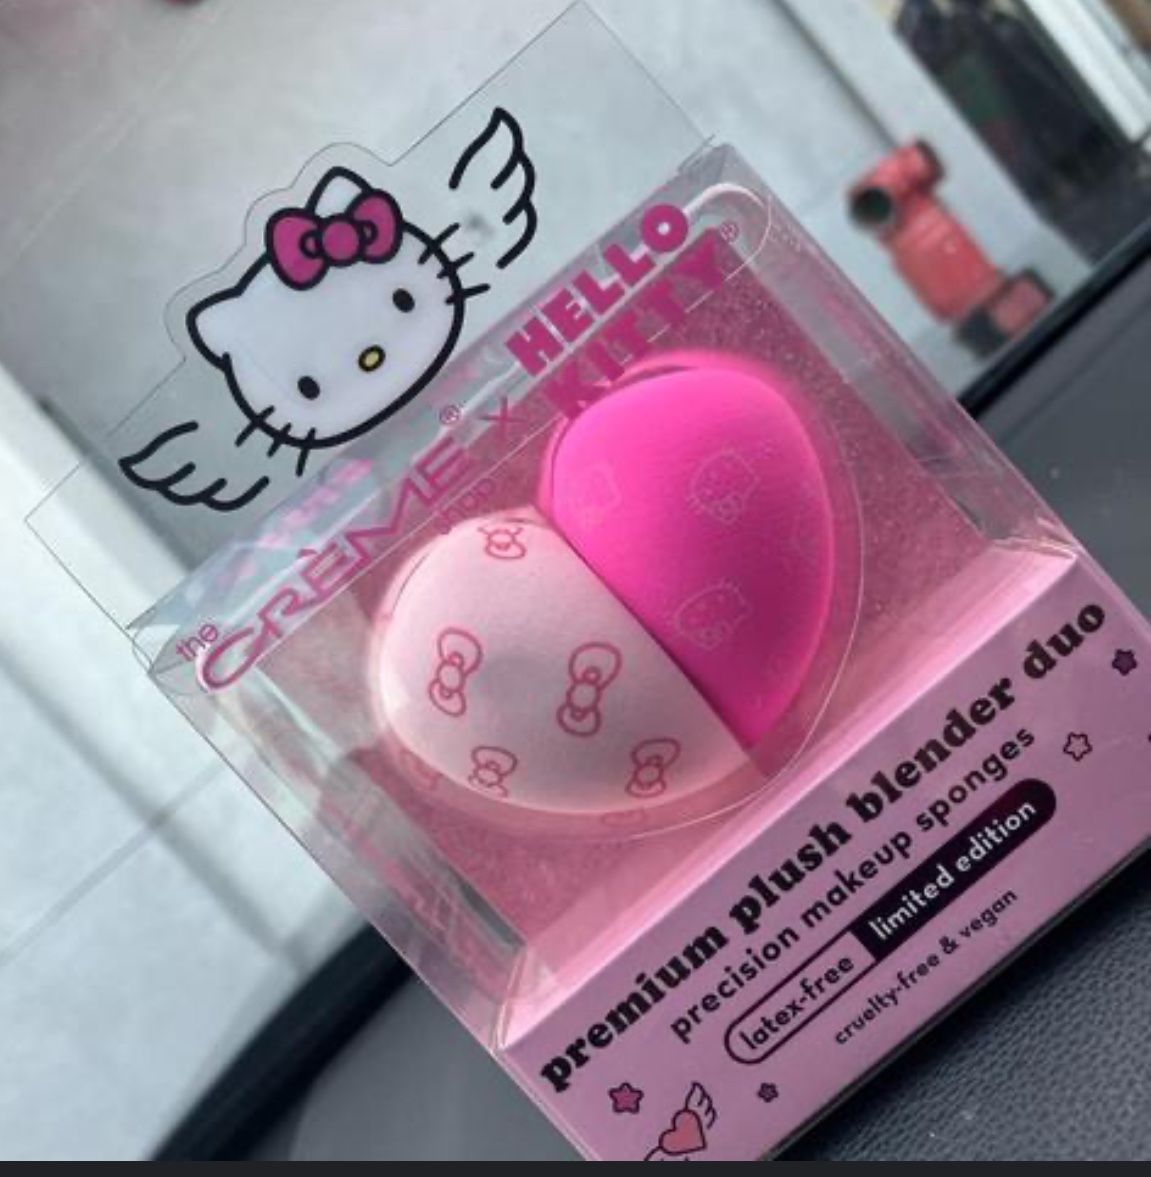 the CRÈME® x HELLO
shop KITTY®
premium plush blender duo
precision makeup sponges
latex-free limited edition
cruelty-free & vegan